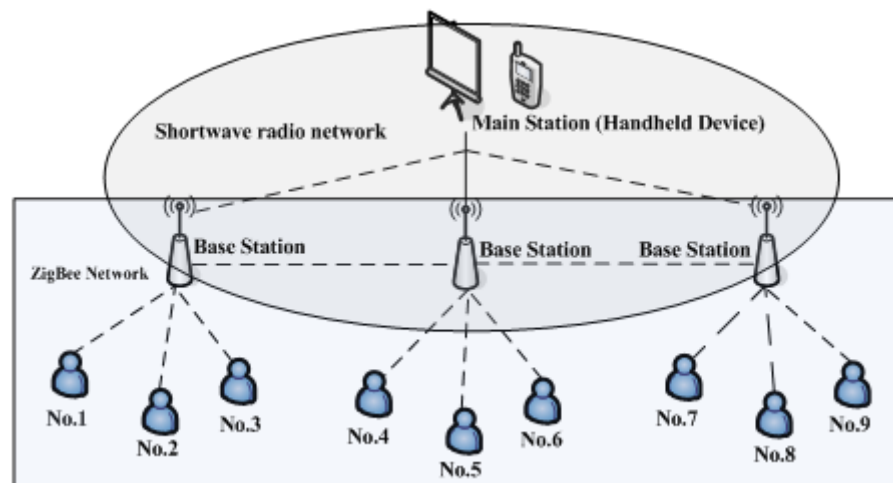 Main Station (Handheld Device)
Shortwave radio network
Base Station
Base Station
Base Station
ZigBee Network
No.1
No.2
No.3
No.4
No.5
No.6
No.7
No.8
No.9